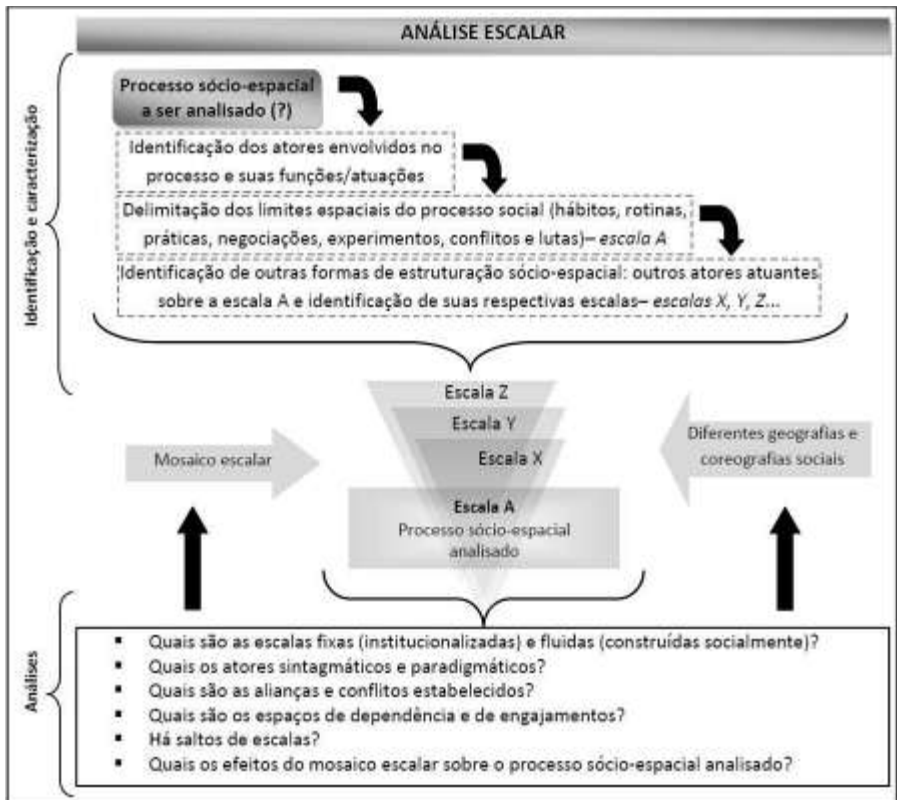 ANÁLISE ESCALAR
Identificação e caracterização
Processo sócio-espacial
a ser analisado (?)
Identificação dos atores envolvidos no
processo e suas funções/atuações
Delimitação dos limites espaciais do processo social (hábitos, rotinas,
práticas, negociações, experimentos, conflitos e lutas)– escala A
Identificação de outras formas de estruturação sócio-espacial: outros atores atuantes
sobre a escala A e identificação de suas respectivas escalas– escalas X, Y, Z...
Escala Z
Escala Y
Escala X
Mosaico escalar
Diferentes geografias e
coreografias sociais
Escala A
Processo sócio-espacial
analisado
Análises
▪ Quais são as escalas fixas (institucionalizadas) e fluidas (construídas socialmente)?
▪ Quais os atores sintagmáticos e paradigmáticos?
▪ Quais são as alianças e conflitos estabelecidos?
▪ Quais são os espaços de dependência e de engajamentos?
▪ Há saltos de escalas?
▪ Quais os efeitos do mosaico escalar sobre o processo sócio-espacial analisado?